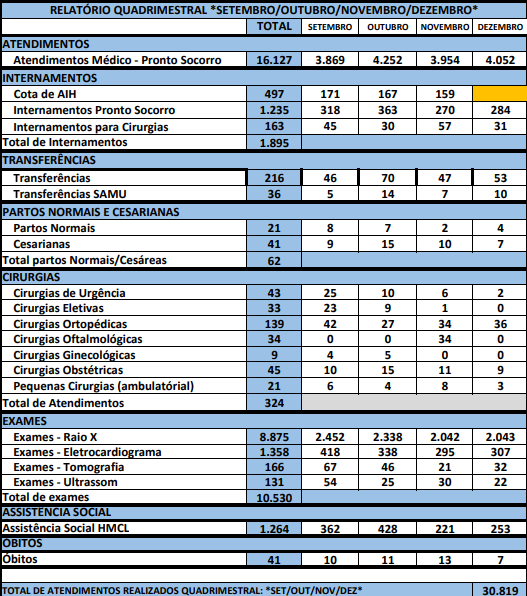 RELATÓRIO QUADRIMESTRAL *SETEMBRO/OUTUBRO/NOVEMBRO/DEZEMBRO*
TOTAL SETEMBRO OUTUBRO NOVEMBRO DEZEMBRO
ATENDIMENTOS
Atendimentos Médico - Pronto Socorro 16.127 3.869 4.252 3.954 4.052
INTERNAMENTOS
Cota de AIH 497 171 167 159
Internamentos Pronto Socorro 1.235 318 363 270 284
Internamentos para Cirurgias 163 45 30 57 31
Total de Internamentos 1.895
TRANSFERÊNCIAS
Transferências 216 46 70 47 53
Transferências SAMU 36 5 14 7 10
PARTOS NORMAIS E CESARIANAS
Partos Normais 21 8 7 2 4
Cesarianas 41 9 15 10 7
Total partos Normais/Cesáreas 62
CIRURGIAS
Cirurgias de Urgência 43 25 10 6 2
Cirurgias Eletivas 33 23 9 1 0
Cirurgias Ortopédicas 139 42 27 34 36
Cirurgias Oftalmológicas 34 0 0 34 0
Cirurgias Ginecológicas 9 4 5 0 0
Cirurgias Obstétricas 45 10 15 11 9
Pequenas Cirurgias (ambulatórial) 21 6 4 8 3
Total de Atendimentos 324
EXAMES
Exames - Raio X 8.875 2.452 2.338 2.042 2.043
Exames - Eletrocardiograma 1.358 418 338 295 307
Exames - Tomografia 166 67 46 21 32
Exames - Ultrassom 131 54 25 30 22
Total de exames 10.530
ASSISTENCIA SOCIAL
Assistência Social HMCL 1.264 362 428 221 253
ÓBITOS
Óbitos 41 10 11 13 7
TOTAL DE ATENDIMENTOS REALIZADOS QUADRIMESTRAL: *SET/OUT/NOV/DEZ* 30.819